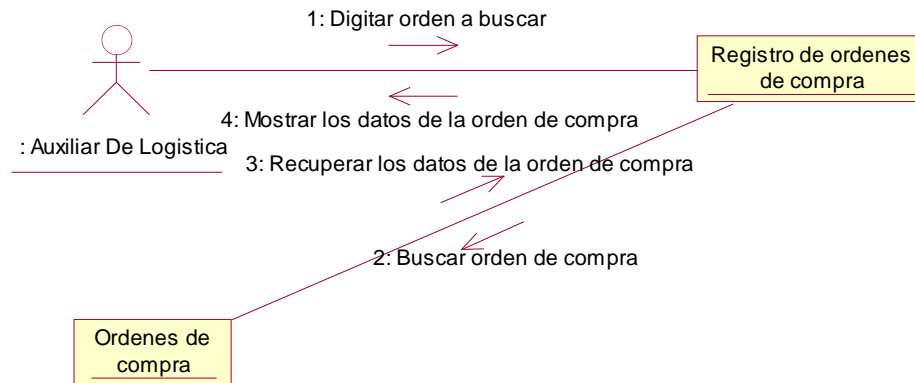 1: Digitar orden a buscar
Registro de ordenes
de compra
4: Mostrar los datos de la orden de compra
: Auxiliar De Logistica
3: Recuperar los datos de la orden de compra
2: Buscar orden de compra
Ordenes de
compra